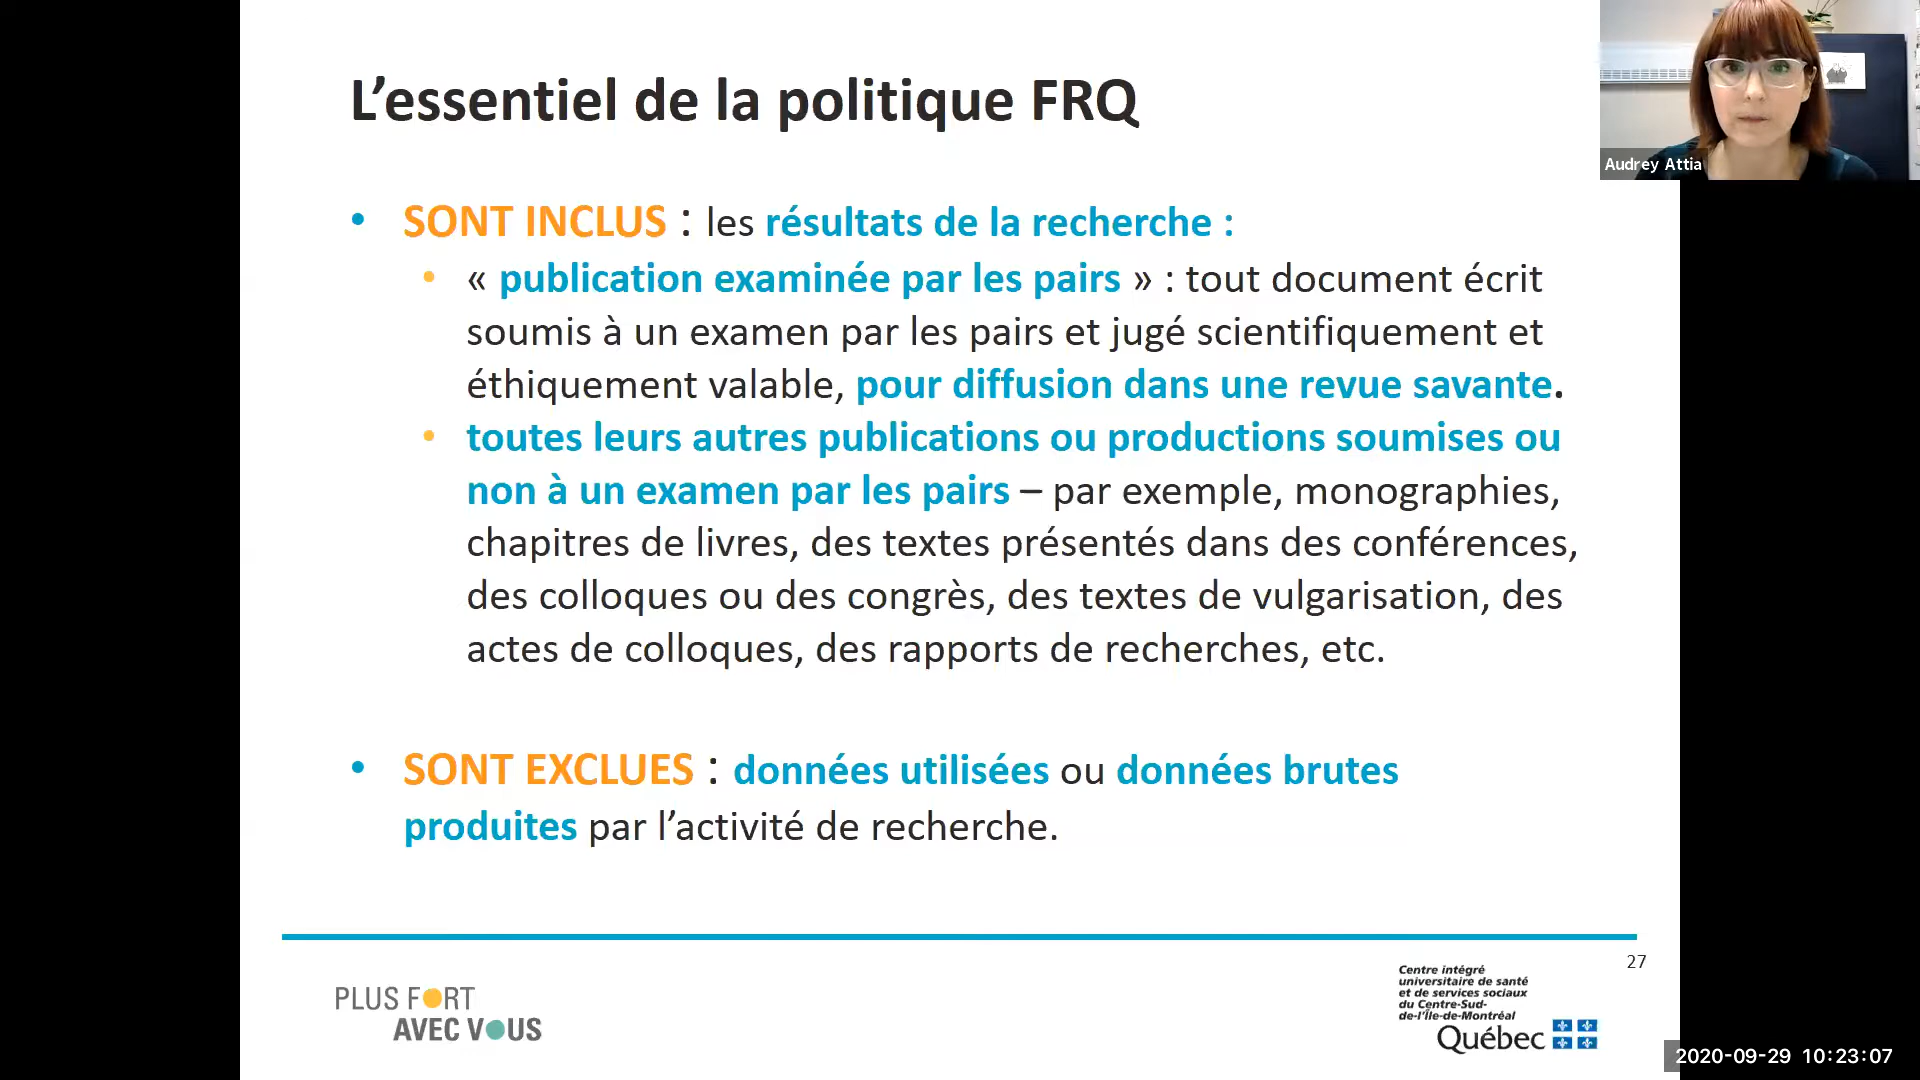 L’essentiel de la politique FRQ
Audrey Attia
• SONT INCLUS : les résultats de la recherche :
• « publication examinée par les pairs » : tout document écrit
soumis à un examen par les pairs et jugé scientifiquement et
éthiquement valable, pour diffusion dans une revue savante.
• toutes leurs autres publications ou productions soumises ou
non à un examen par les pairs – par exemple, monographies,
chapitres de livres, des textes présentés dans des conférences,
des colloques ou des congrès, des textes de vulgarisation, des
actes de colloques, des rapports de recherches, etc.
• SONT EXCLUES : données utilisées ou données brutes
produites par l’activité de recherche.
27
PLUS FORT
AVEC VOUS
Centre intégré
universitaire de santé
et de services sociaux
du Centre-Sud-
de-l’Île-de-Montréal
Québec
2020-09-29 10:23:07